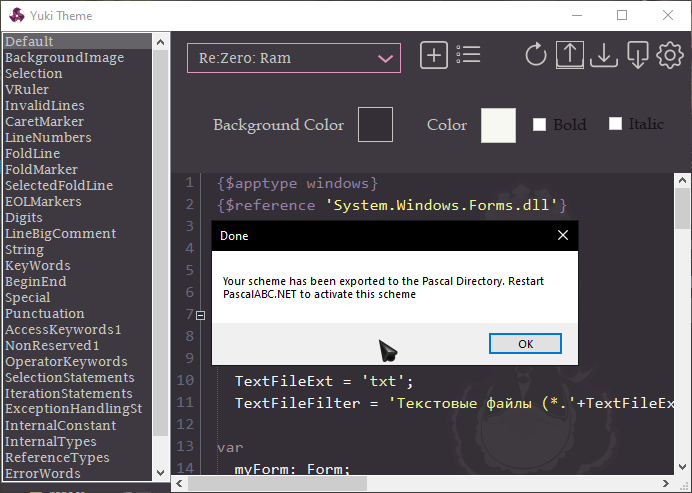 Yuki Theme
Default
BackgroundImage
Selection
VRuler
InvalidLines
CaretMarker
LineNumbers
FoldLine
FoldMarker
SelectedFoldLine
EOLMarkers
Digits
LineBigComment
String
KeyWords
BeginEnd
Special
Punctuation
AccessKeywords1
NonReserved1
OperatorKeywords
SelectionStatements
IterationStatements
ExceptionHandlingSt
InternalConstant
InternalTypes
ReferenceTypes
ErrorWords
Re:Zero: Ram
Background Color
Color
Bold
Italic
1 {$apptype windows}
2 {$reference 'System.Windows.Forms.dll'}
3
4
5
6
7
8
9
Done
Your scheme has been exported to the Pascal Directory. Restart
PascalABC.NET to activate this scheme
OK
10 TextFileExt = 'txt';
11 TextFileFilter = 'Текстовые файлы (*.'+TextFileEx
12
13 var
14 myForm: Form;